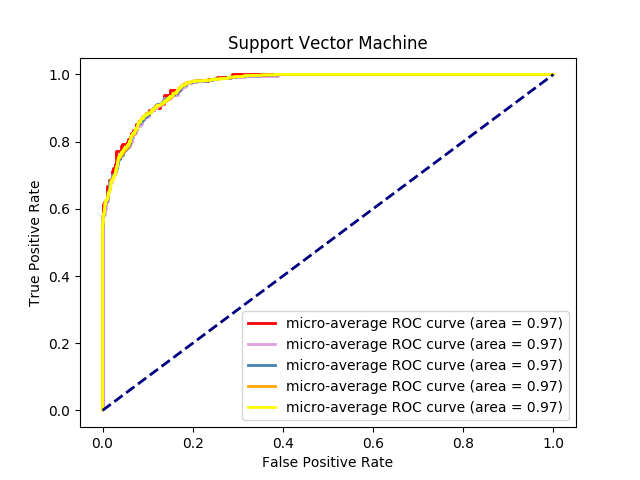 Support Vector Machine
1.0
0.8
0.6
0.4
0.2
0.0
True Positive Rate
micro-average ROC curve (area = 0.97)
micro-average ROC curve (area = 0.97)
micro-average ROC curve (area = 0.97)
micro-average ROC curve (area = 0.97)
micro-average ROC curve (area = 0.97)
0.0 0.2 0.4 0.6 0.8 1.0
False Positive Rate